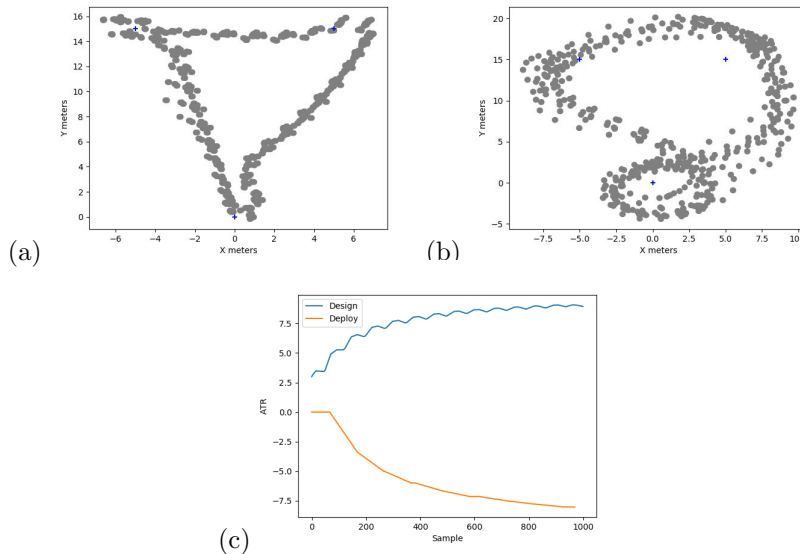 16
14
12
10
8
6
4
2
0
Y meters
−6 −4 −2 0 2 4 6
X meters
(a)
20
15
10
5
0
−5
Y meters
−7.5 −5.0 −2.5 0.0 2.5 5.0 7.5 10
X meters
(b)
Design
Deploy
7.5
5.0
2.5
0.0
−2.5
−5.0
−7.5
ATR
0 200 400 600 800 1000
Sample
(c)